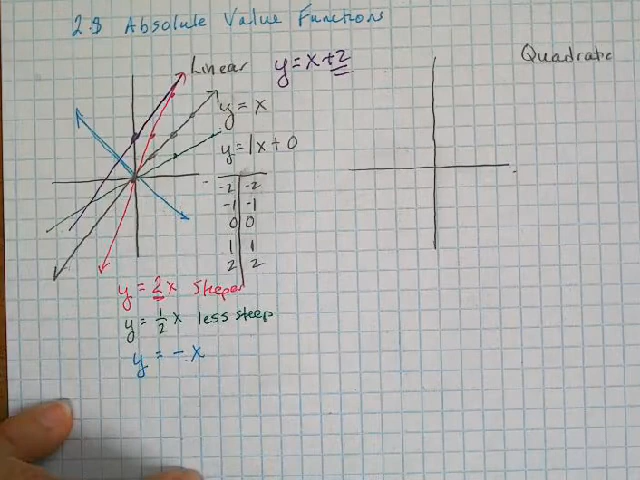 2.8 Absolute Value Functions
Linear
y = x + 2
Quadratic
y = x
y = 1x + 0
-2 -2
-1 -1
0 0
1 1
2 2
y = 2x steeper
y = 1/2 x less steep
y = -x